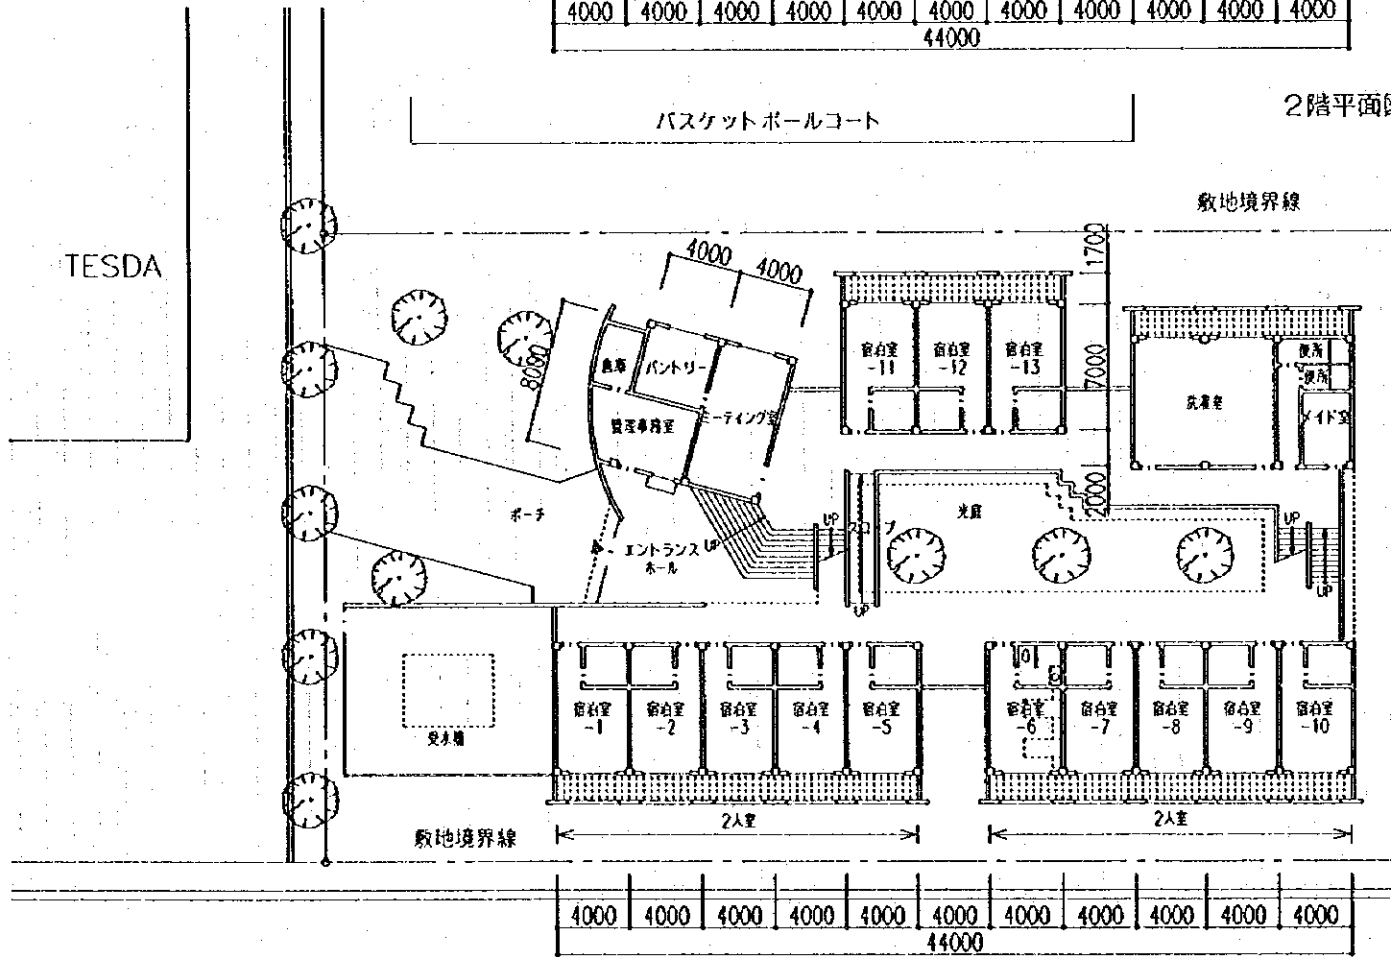 4000 4000 4000 4000 4000 4000 4000 4000 4000 4000 4000
44000
2階平面図
バスケットボールコート
敷地境界線
TESDA
4000 4000
8000
1700
7000
2000
倉庫
パントリー
管理事務室
ミーティング室
宿泊室
-11
宿泊室
-12
宿泊室
-13
洗濯室
便所
便所
メイド室
ポーチ
エントランス
ホール
UP
UP
スロープ
UP
光庭
UP
UP
受水槽
宿泊室
-1
宿泊室
-2
宿泊室
-3
宿泊室
-4
宿泊室
-5
宿泊室
-6
宿泊室
-7
宿泊室
-8
宿泊室
-9
宿泊室
-10
2人室
2人室
敷地境界線
4000 4000 4000 4000 4000 4000 4000 4000 4000 4000 4000
44000